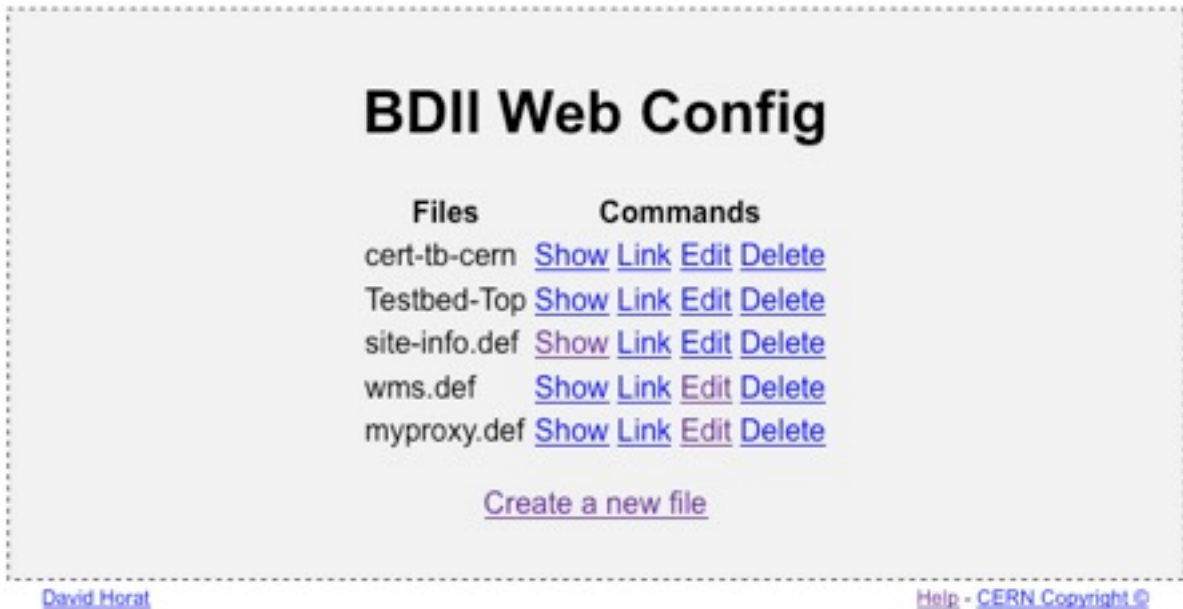 BDII Web Config
Files Commands
cert-tb-cern Show Link Edit Delete
Testbed-Top Show Link Edit Delete
site-info.def Show Link Edit Delete
wms.def Show Link Edit Delete
myproxy.def Show Link Edit Delete
Create a new file
David Horat Help - CERN Copyright ©